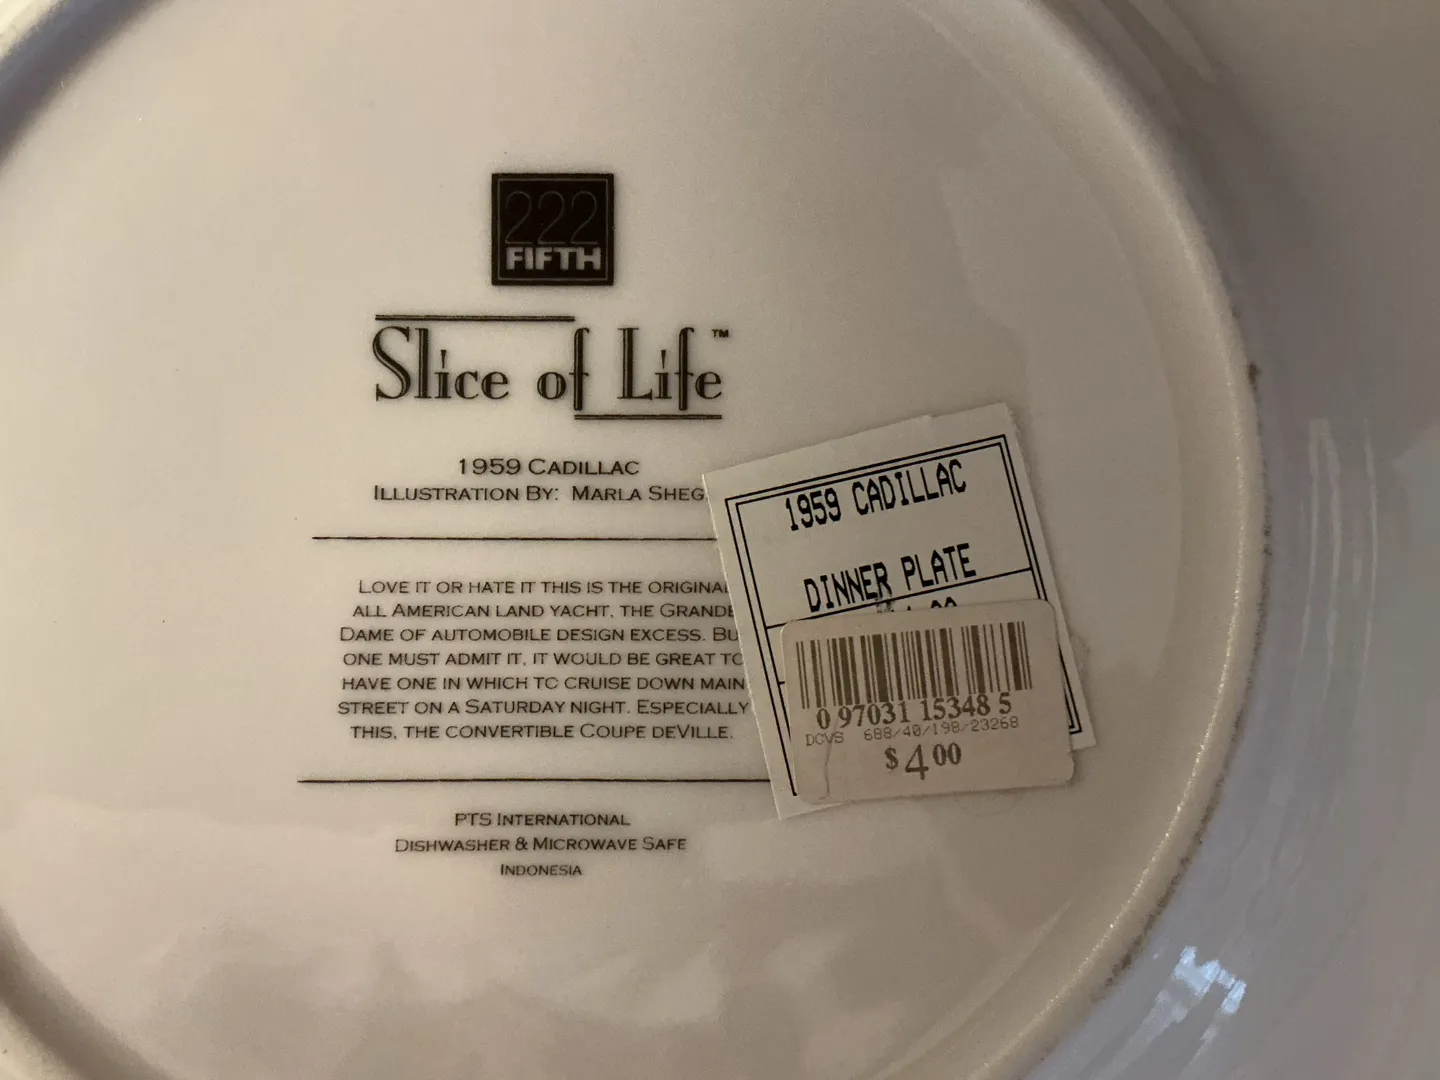 222
FIFTH
Slice of Life™
1959 CADILLAC
ILLUSTRATION BY: MARLA SHEG
LOVE IT OR HATE IT THIS IS THE ORIGINAL
ALL AMERICAN LAND YACHT, THE GRANDE
DAME OF AUTOMOBILE DESIGN EXCESS. BU
ONE MUST ADMIT IT, IT WOULD BE GREAT TO
HAVE ONE IN WHICH TO CRUISE DOWN MAIN
STREET ON A SATURDAY NIGHT. ESPECIALLY
THIS, THE CONVERTIBLE COUPE DEVILLE.
PTS INTERNATIONAL
DISHWASHER & MICROWAVE SAFE
INDONESIA
1959 CADILLAC
DINNER PLATE
0 97031 15348 5
DCVS 688/40/198/23268
$4.00